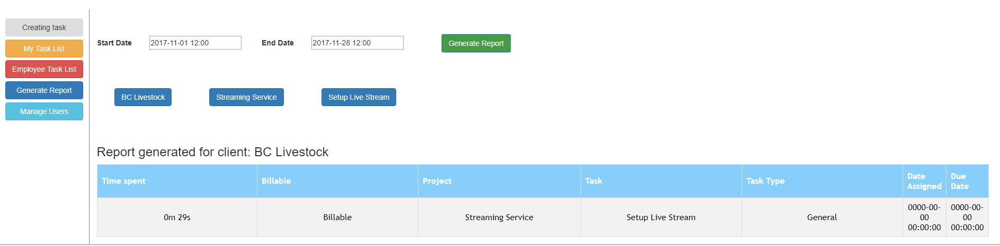 Creating task
My Task List
Employee Task List
Generate Report
Manage Users
Start Date 2017-11-01 12:00 End Date 2017-11-28 12:00 Generate Report
BC Livestock Streaming Service Setup Live Stream
Report generated for client: BC Livestock
Time spent Billable Project Task Task Type Date Assigned Due Date
0m 29s Billable Streaming Service Setup Live Stream General 0000-00-00 00:00:00 0000-00-00 00:00:00